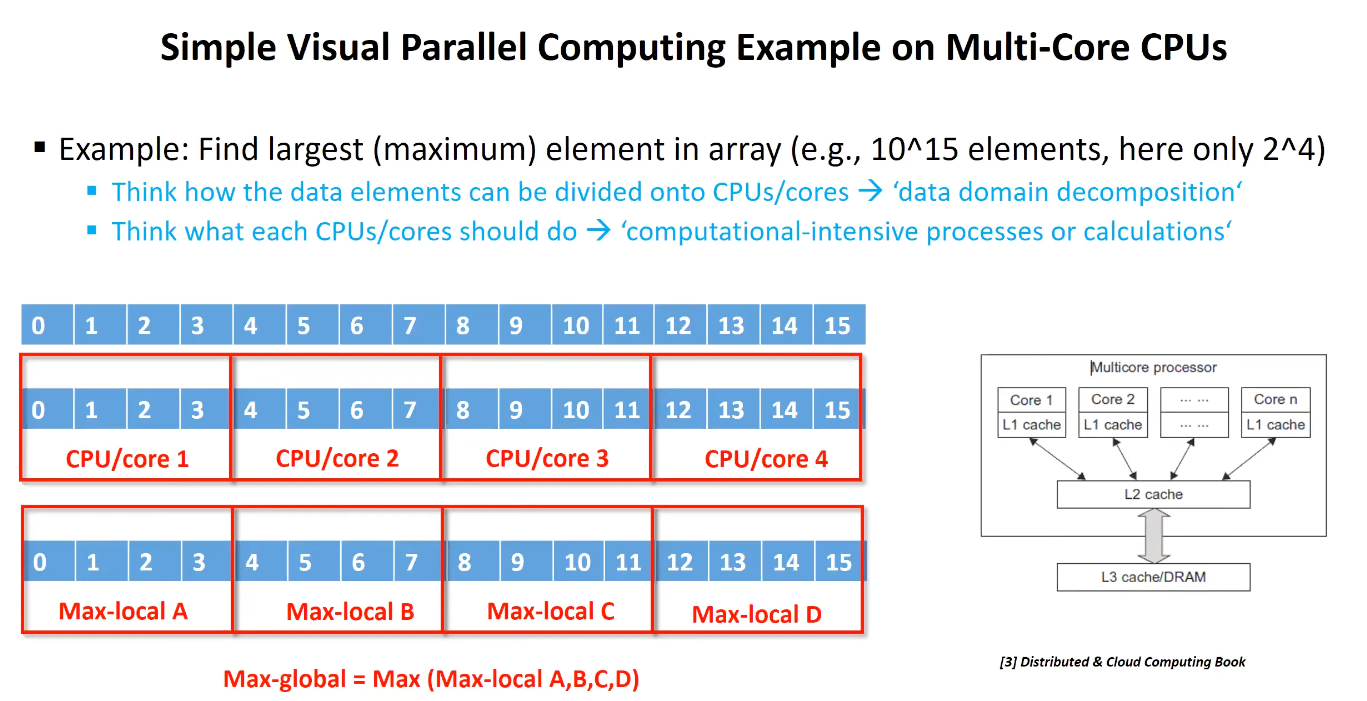 Simple Visual Parallel Computing Example on Multi-Core CPUs
▪ Example: Find largest (maximum) element in array (e.g., 10^15 elements, here only 2^4)
▪ Think how the data elements can be divided onto CPUs/cores → ‘data domain decomposition‘
▪ Think what each CPUs/cores should do → ‘computational-intensive processes or calculations‘
0 1 2 3 4 5 6 7 8 9 10 11 12 13 14 15
0 1 2 3 4 5 6 7 8 9 10 11 12 13 14 15
CPU/core 1 CPU/core 2 CPU/core 3 CPU/core 4
0 1 2 3 4 5 6 7 8 9 10 11 12 13 14 15
Max-local A Max-local B Max-local C Max-local D
Max-global = Max (Max-local A,B,C,D)
Multicore processor
Core 1 Core 2 ... ... Core n
L1 cache L1 cache ... ... L1 cache
L2 cache
L3 cache/DRAM
[3] Distributed & Cloud Computing Book